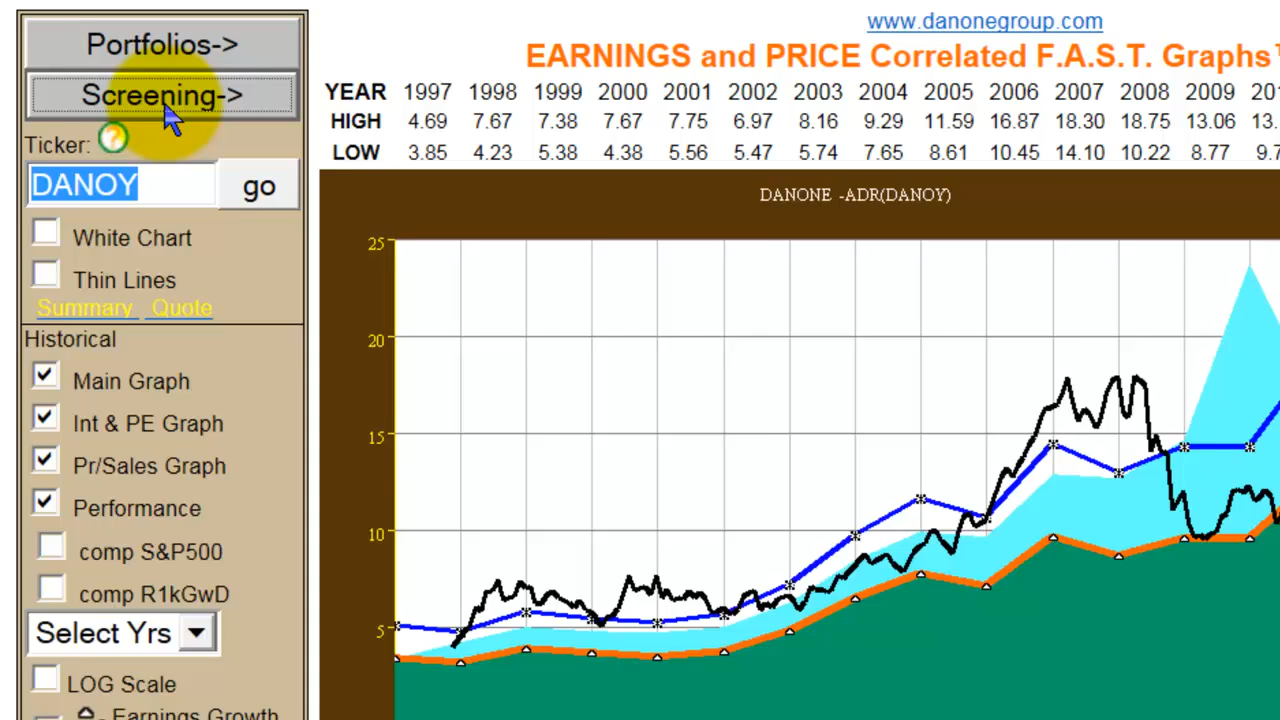 Portfolios->
Screening->
Ticker: ?
DANOY go
White Chart
Thin Lines
Summary Quote
Historical
Main Graph
Int & PE Graph
Pr/Sales Graph
Performance
comp S&P500
comp R1kGwD
Select Yrs
LOG Scale
Earnings Growth
www.danonegroup.com
EARNINGS and PRICE Correlated F.A.S.T. Graphs
YEAR 1997 1998 1999 2000 2001 2002 2003 2004 2005 2006 2007 2008 2009 201
HIGH 4.69 7.67 7.38 7.67 7.75 6.97 8.16 9.29 11.59 16.87 18.30 18.75 13.06 13.
LOW 3.85 4.23 5.38 4.38 5.56 5.47 5.74 7.65 8.61 10.45 14.10 10.22 8.77 9.7
DANONE -ADR(DANOY)
25
20
15
10
5